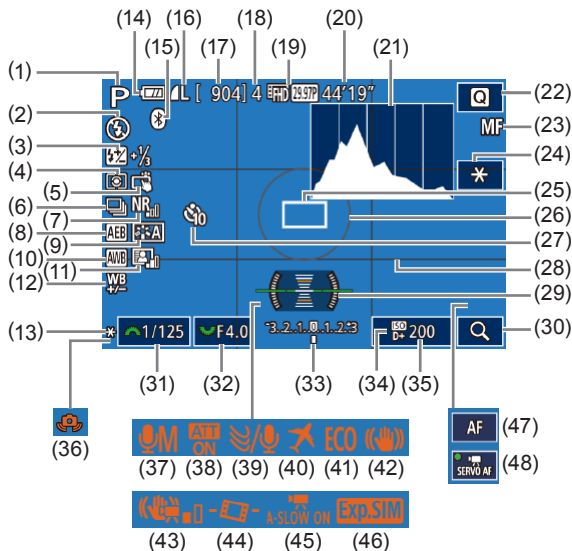 (14) (16) (18) (20)
(15) (17) (19) (21)
(1) P L [ 904] 4 FHD 29.97P 44'19" Q (22)
(2) MF (23)
(3) +1/3 (24)
(4) (25)
(5)
(6) (26)
(7) NR 10
(8) AEB A (27)
(9)
(10) AWB (28)
(11)
(12) WB +/- (29)
(13) * 1/125 F4.0 -3..2..1..0..1..2..+3 ISO D+ 200 (30)
(31) (32) (33) (34) (35)
(36)
M ATT ON ECO AF (47)
(37) (38) (39) (40) (41) (42) SERVO AF (48)
A-SLOW ON Exp.SIM
(43) (44) (45) (46)